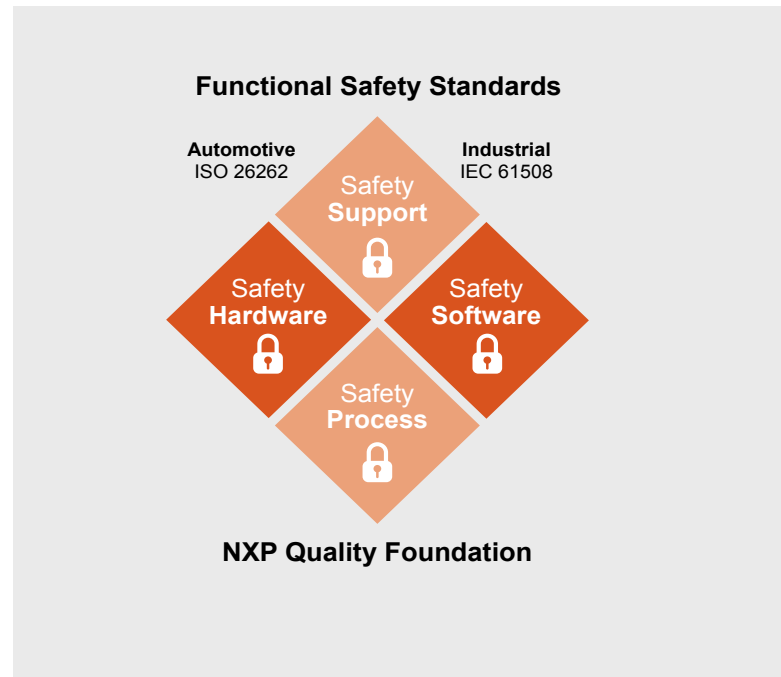 Functional Safety Standards
Automotive
ISO 26262
Industrial
IEC 61508
Safety
Support
Safety
Hardware
Safety
Software
Safety
Process
NXP Quality Foundation